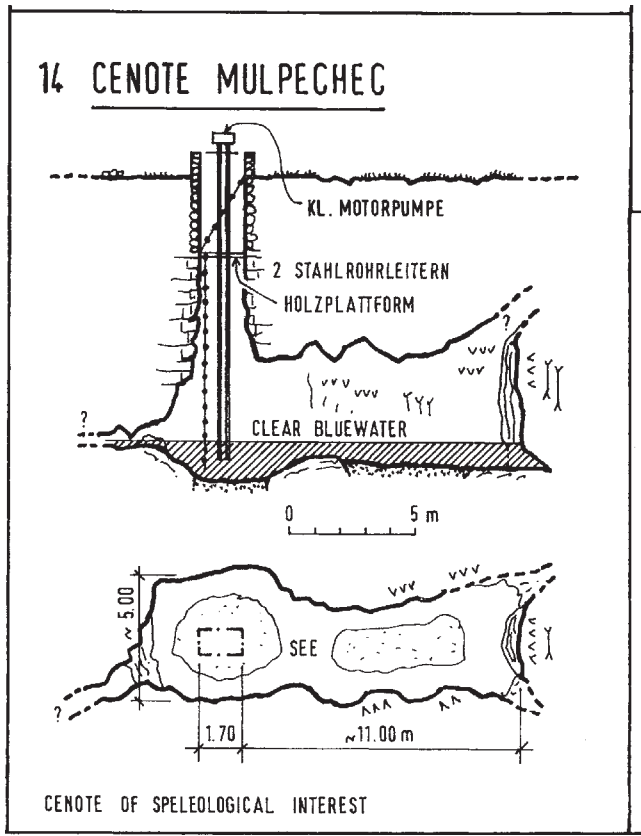 14 CENOTE MULPECHEC
KL. MOTORPUMPE
2 STAHLROHRLEITERN
HOLZPLATTFORM
?
?
CLEAR BLUEWATER
0 5 m
~ 5.00
SEE
?
1.70
~11.00 m
CENOTE OF SPELEOLOGICAL INTEREST